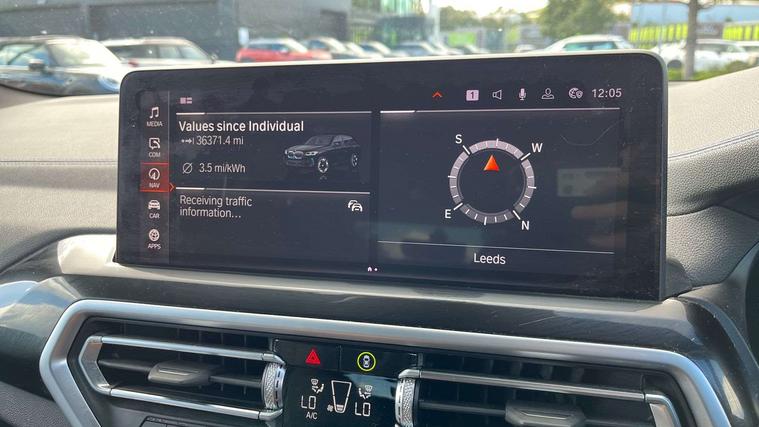 1
12:05
MEDIA
COM
NAV
CAR
APPS
Values since Individual
36371.4 mi
3.5 mi/kWh
Receiving traffic
information...
S
W
E
N
Leeds
LO
A/C
LO